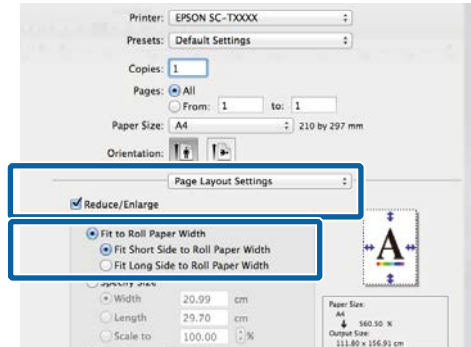 Printer: EPSON SC-TXXXX
Presets: Default Settings
Copies: 1
Pages: All
From: 1 to: 1
Paper Size: A4 210 by 297 mm
Orientation:
Page Layout Settings
Reduce/Enlarge
Fit to Roll Paper Width
Fit Short Side to Roll Paper Width
Fit Long Side to Roll Paper Width
Specify Size
Width 20.99 cm
Length 29.70 cm
Scale to 100.00 %
A
Paper Size:
A4
560.50 %
Output Size:
111.80 x 156.91 cm